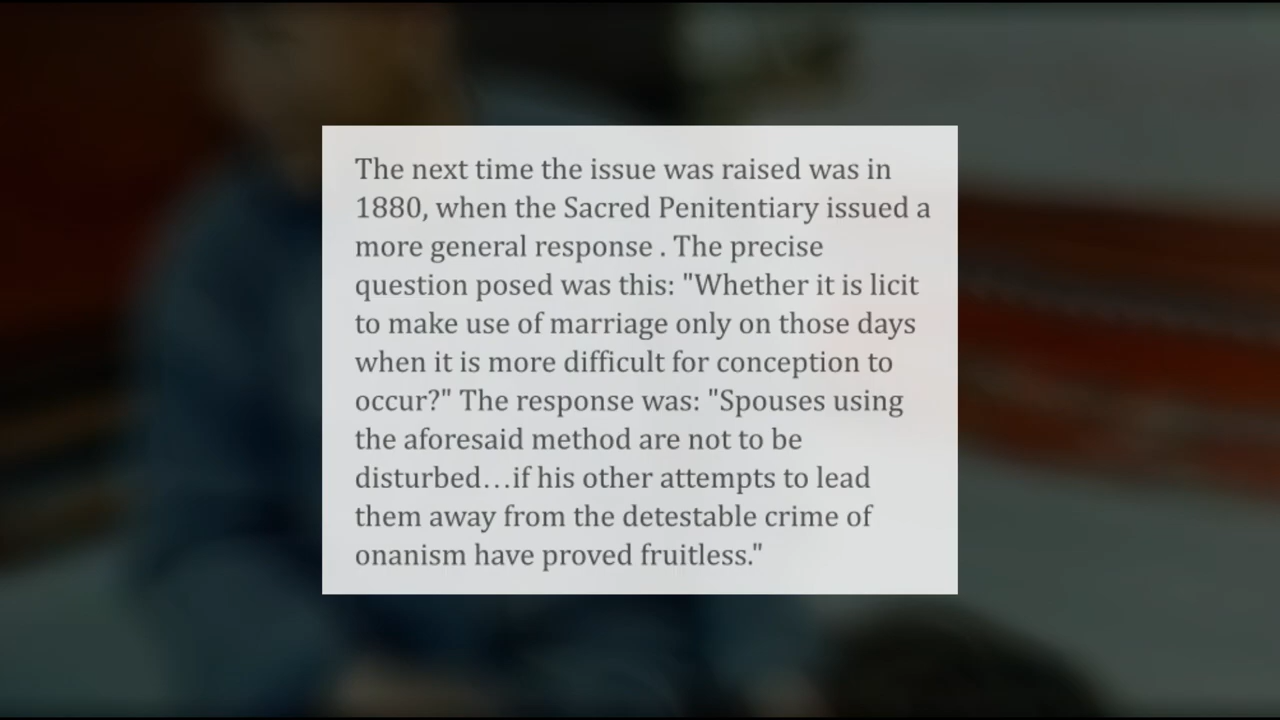 The next time the issue was raised was in
1880, when the Sacred Penitentiary issued a
more general response . The precise
question posed was this: "Whether it is licit
to make use of marriage only on those days
when it is more difficult for conception to
occur?" The response was: "Spouses using
the aforesaid method are not to be
disturbed…if his other attempts to lead
them away from the detestable crime of
onanism have proved fruitless."